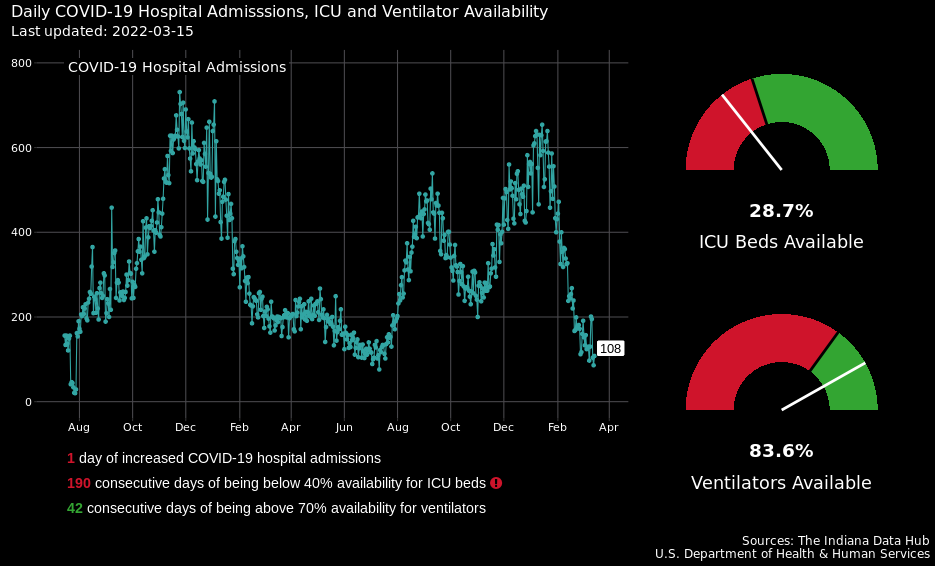 Daily COVID-19 Hospital Admisssions, ICU and Ventilator Availability
Last updated: 2022-03-15
COVID-19 Hospital Admissions
800
600
400
200
0
108
Aug Oct Dec Feb Apr Jun Aug Oct Dec Feb Apr
28.7%
ICU Beds Available
83.6%
Ventilators Available
1 day of increased COVID-19 hospital admissions
190 consecutive days of being below 40% availability for ICU beds !
42 consecutive days of being above 70% availability for ventilators
Sources: The Indiana Data Hub
U.S. Department of Health & Human Services